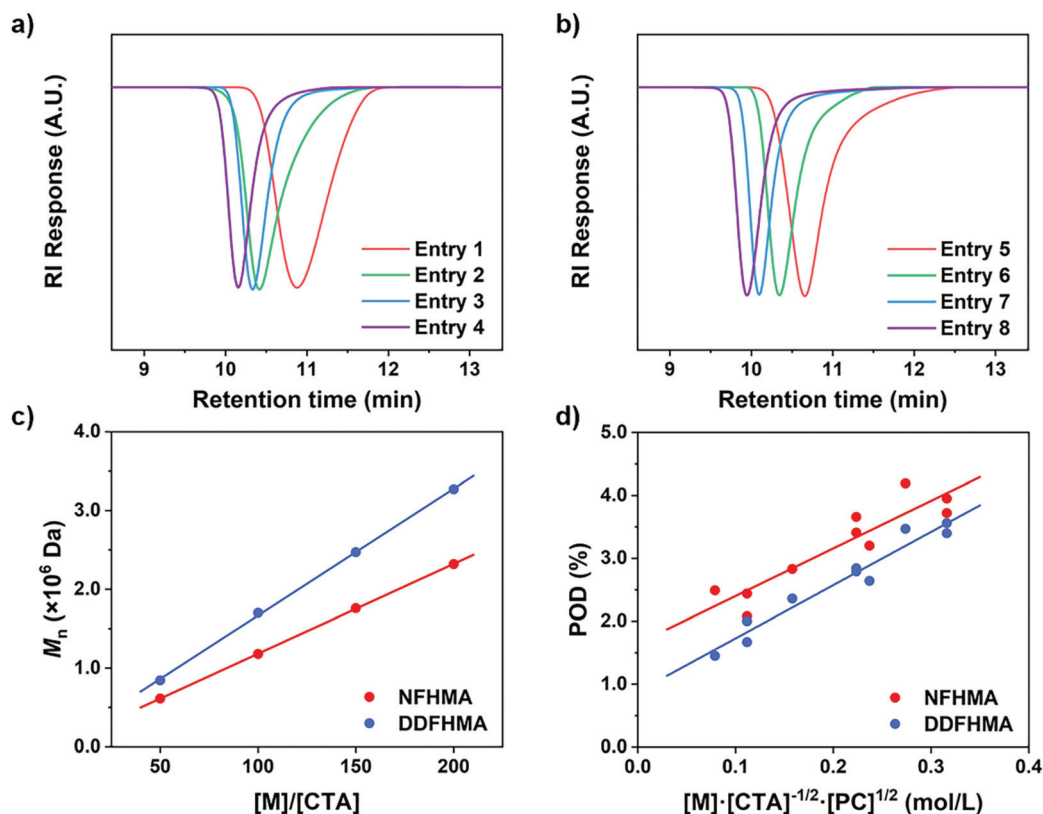 a)
RI Response (A.U.)
Entry 1
Entry 2
Entry 3
Entry 4
9 10 11 12 13
Retention time (min)
b)
RI Response (A.U.)
Entry 5
Entry 6
Entry 7
Entry 8
9 10 11 12 13
Retention time (min)
c)
Mn (×10⁶ Da)
4.0
3.0
2.0
1.0
0.0
NFHMA
DDFHMA
50 100 150 200
[M]/[CTA]
d)
POD (%)
5.0
4.0
3.0
2.0
1.0
0.0
NFHMA
DDFHMA
0.0 0.1 0.2 0.3 0.4
[M]·[CTA]⁻¹/²·[PC]¹/² (mol/L)